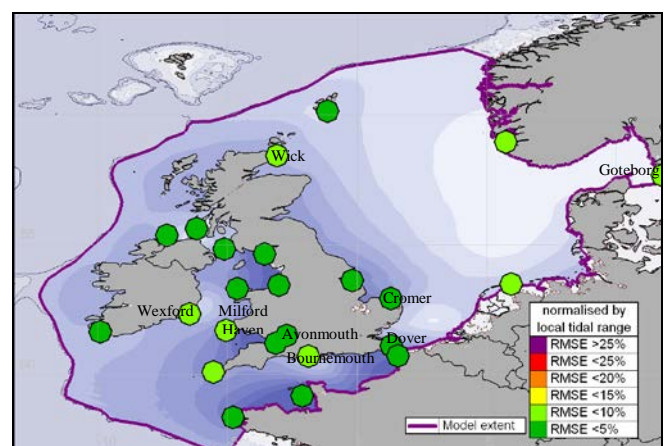 Wick
Goteborg
Wexford
Milford
Haven
Avonmouth
Bournemouth
Cromer
Dover
normalised by
local tidal range
RMSE >25%
RMSE <25%
RMSE <20%
RMSE <15%
RMSE <10%
RMSE <5%
Model extent